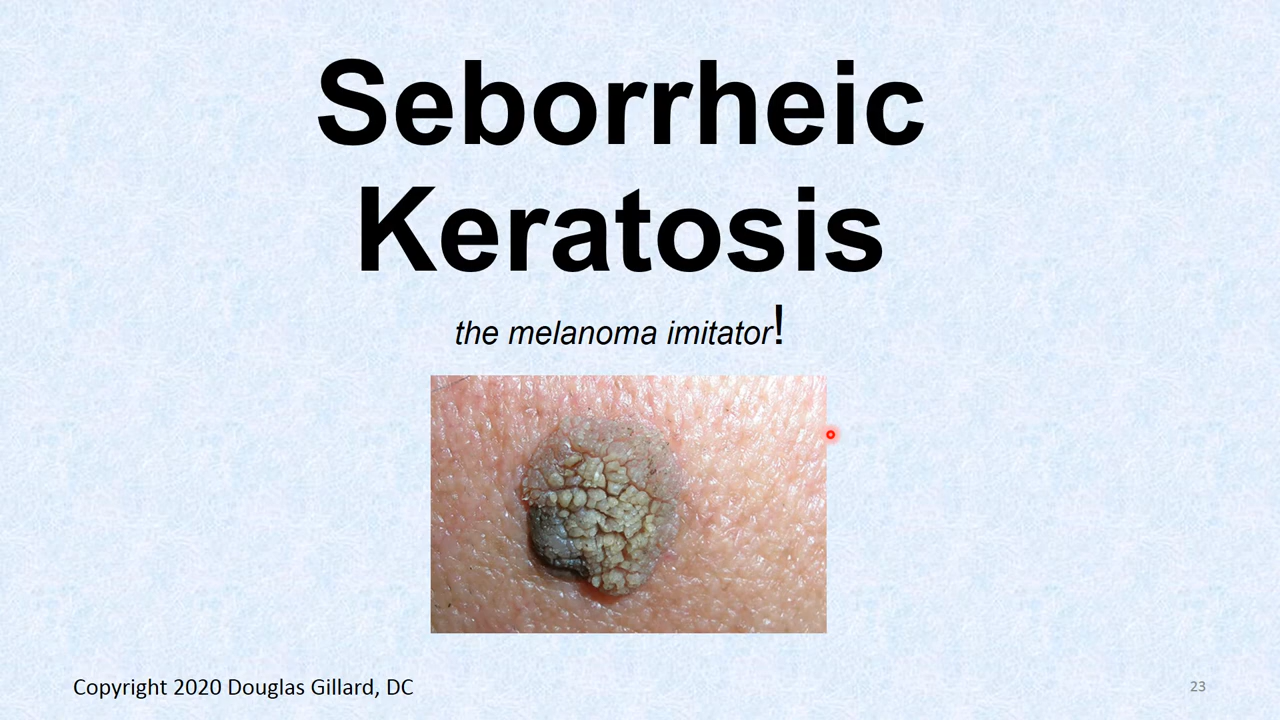 Seborrheic
Keratosis
the melanoma imitator!
Copyright 2020 Douglas Gillard, DC
23